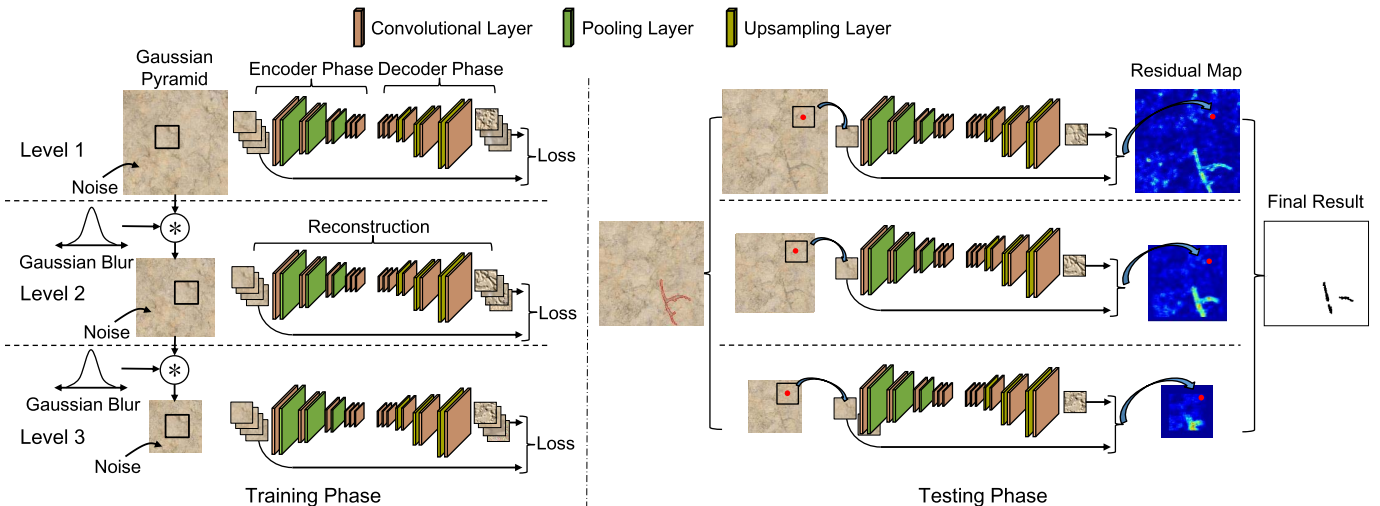 Convolutional Layer
Pooling Layer
Upsampling Layer
Gaussian
Pyramid
Encoder Phase
Decoder Phase
Level 1
Noise
Loss
Gaussian Blur
*
Reconstruction
Level 2
Noise
Loss
Gaussian Blur
*
Level 3
Noise
Loss
Training Phase
Residual Map
Final Result
Testing Phase